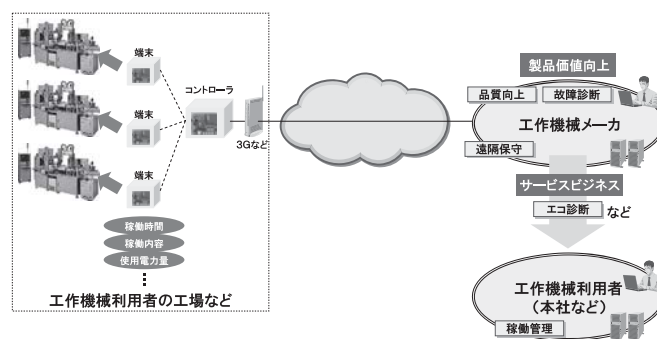 端末
端末
端末
コントローラ
3Gなど
稼働時間
稼働内容
使用電力量
工作機械利用者の工場など
製品価値向上
品質向上
故障診断
工作機械メーカ
遠隔保守
サービスビジネス
エコ診断
など
工作機械利用者
(本社など)
稼働管理